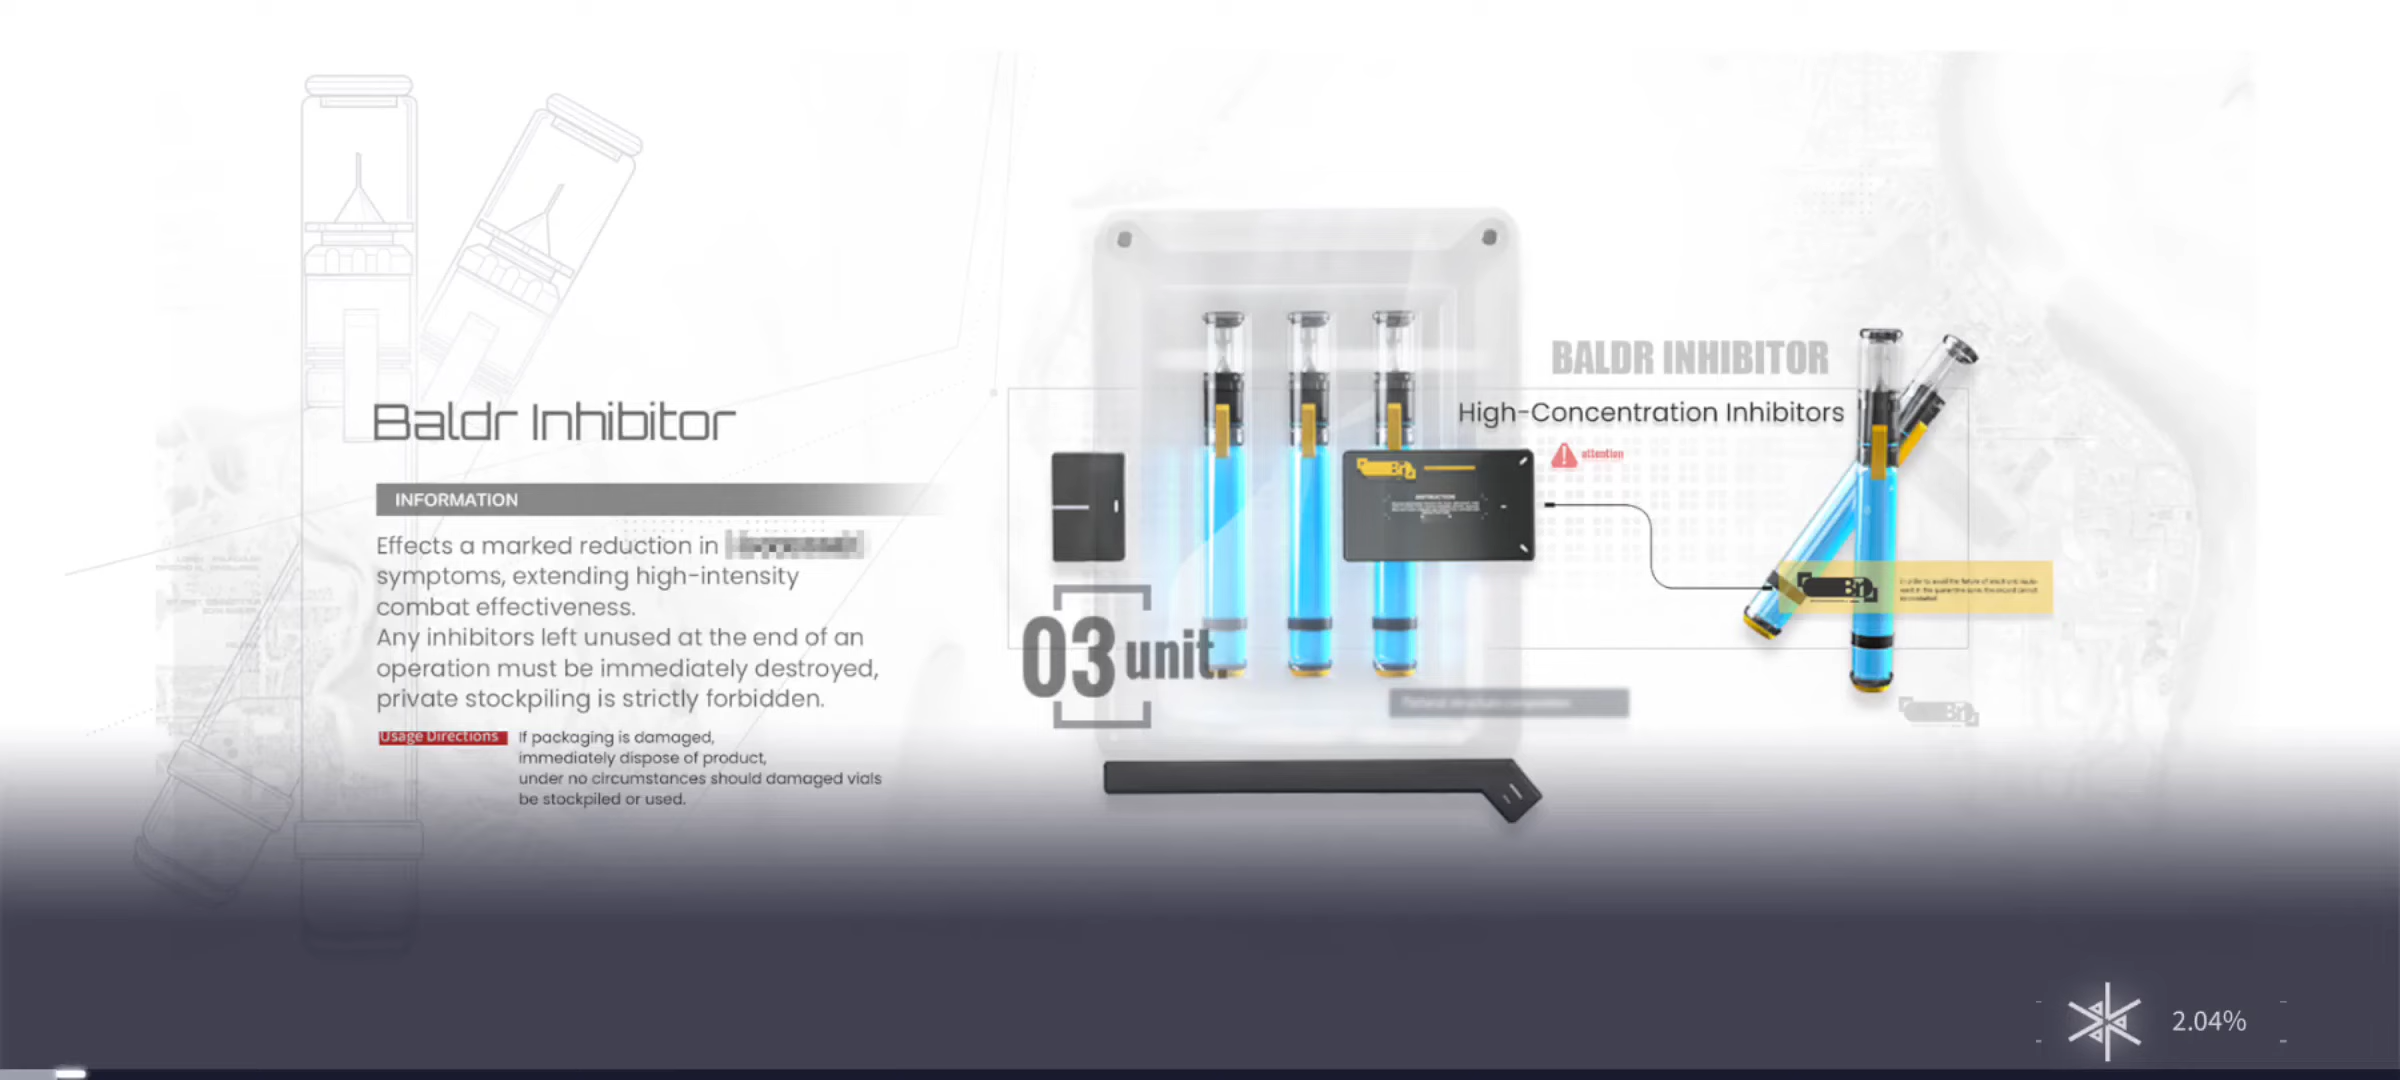 Baldr Inhibitor
INFORMATION
Effects a marked reduction in
symptoms, extending high-intensity
combat effectiveness.
Any inhibitors left unused at the end of an
operation must be immediately destroyed,
private stockpiling is strictly forbidden.
Usage Directions
If packaging is damaged,
immediately dispose of product,
under no circumstances should damaged vials
be stockpiled or used.
03 unit.
BALDR INHIBITOR
High-Concentration Inhibitors
attention
2.04%